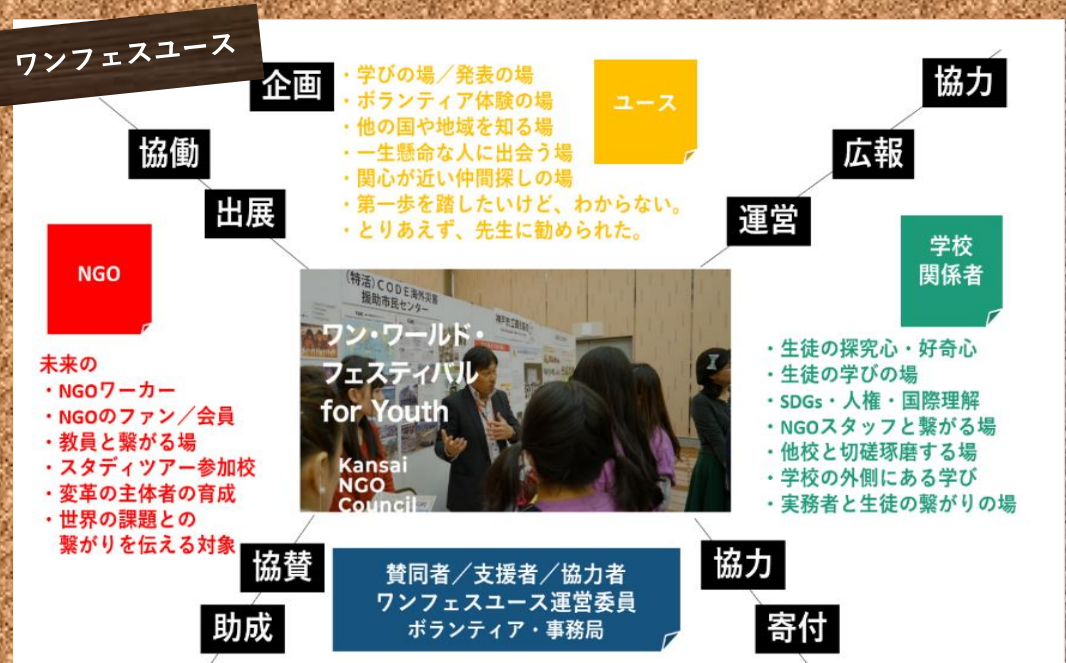 ワンフェスユース
企画
・学びの場／発表の場
・ボランティア体験の場
・他の国や地域を知る場
・一生懸命な人に出会う場
・関心が近い仲間探しの場
・第一歩を踏したいけど、わからない。
・とりあえず、先生に勧められた。
ユース
協力
広報
運営
協働
出展
NGO
未来の
・NGOワーカー
・NGOのファン／会員
・教員と繋がる場
・スタディツアー参加校
・変革の主体者の育成
・世界の課題との
繋がりを伝える対象
(特活)CODE海外災害
援助市民センター
ワン・ワールド・
フェスティバル
for Youth
Kansai
NGO
Council
学校
関係者
・生徒の探究心・好奇心
・生徒の学びの場
・SDGs・人権・国際理解
・NGOスタッフと繋がる場
・他校と切磋琢磨する場
・学校の外側にある学び
・実務者と生徒の繋がりの場
協賛
助成
賛同者／支援者／協力者
ワンフェスユース運営委員
ボランティア・事務局
協力
寄付